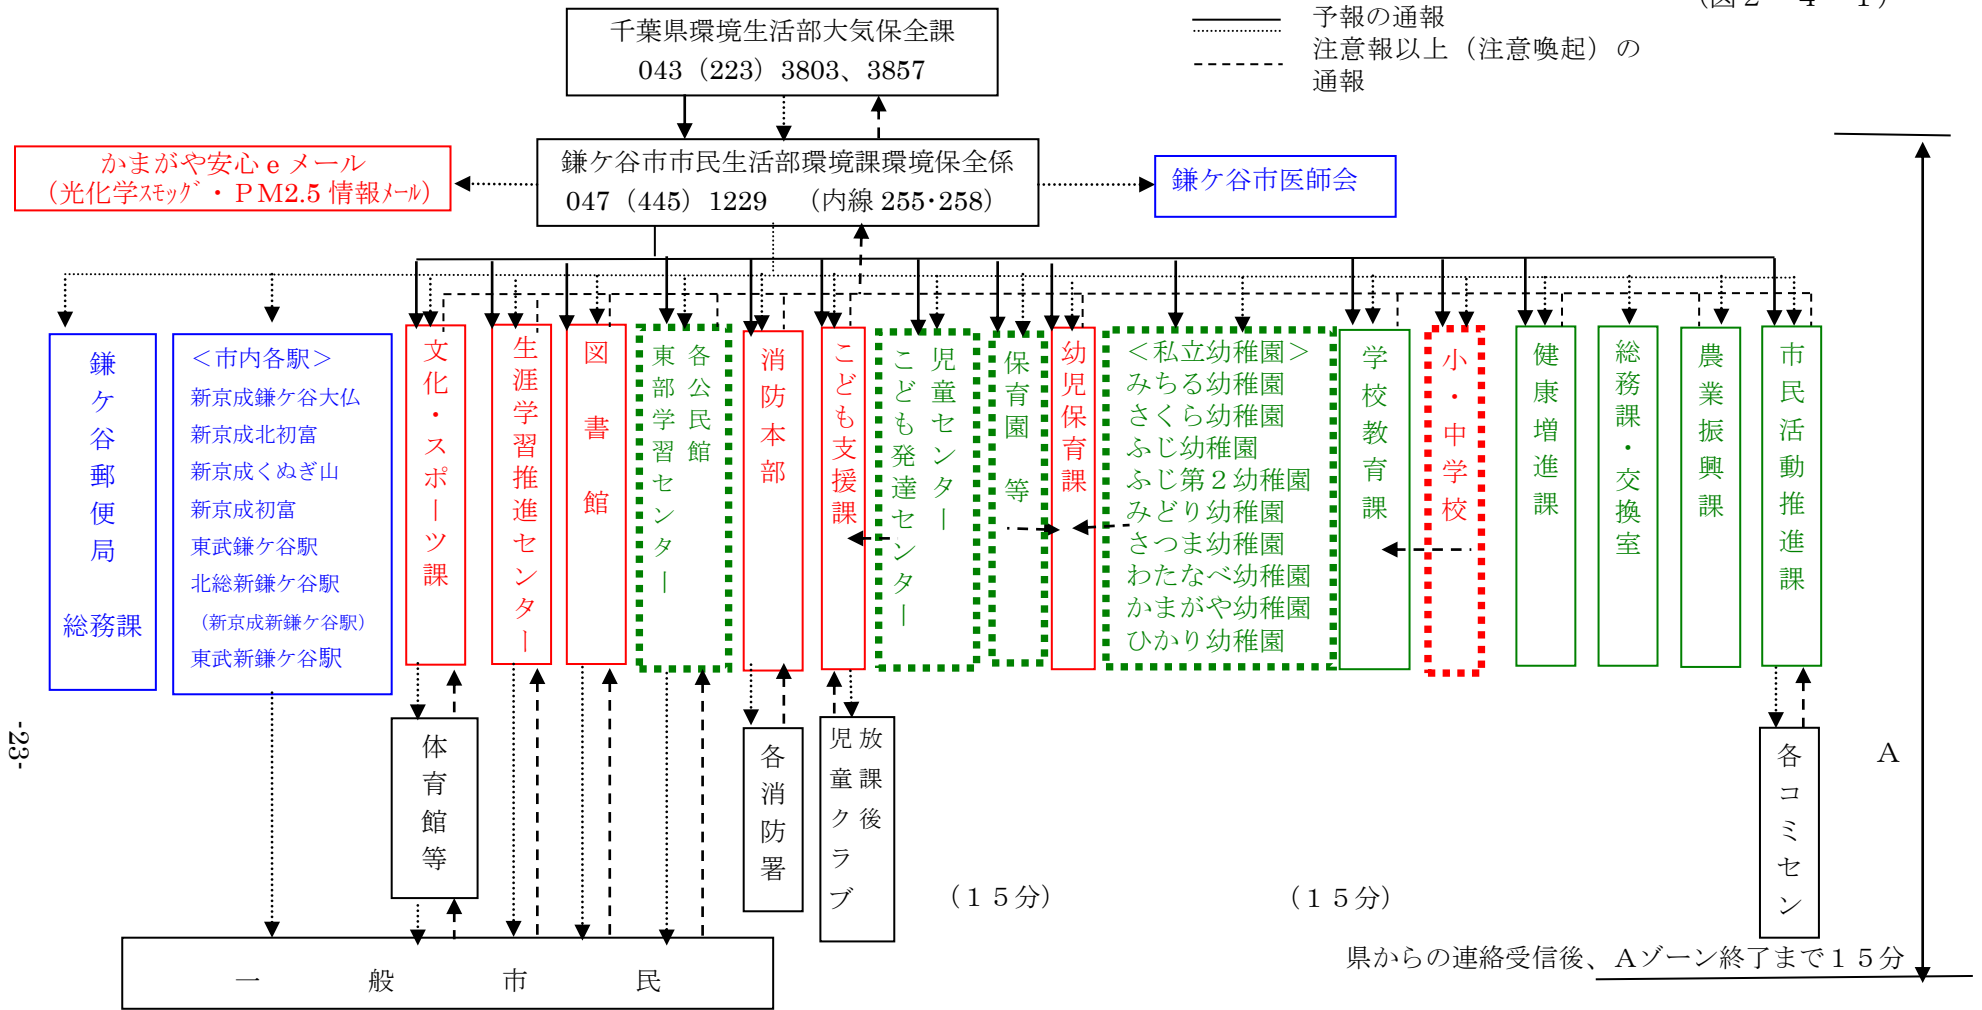 予報の通報
注意報以上（注意喚起）の
通報
（図２－４－１）
千葉県環境生活部大気保全課
043（223）3803、3857
鎌ケ谷市市民生活部環境課環境保全係
047（445）1229　（内線 255･258）
かまがや安心 e メール
（光化学ｽﾓｯｸﾞ・ＰＭ2.5 情報ﾒｰﾙ）
鎌ケ谷市医師会
鎌ケ谷郵便局　総務課
＜市内各駅＞
新京成鎌ケ谷大仏
新京成北初富
新京成くぬぎ山
新京成初富
東武鎌ケ谷駅
北総新鎌ケ谷駅
（新京成新鎌ケ谷駅）
東武新鎌ケ谷駅
文化・スポーツ課
生涯学習推進センター
図書館
各公民館
東部学習センター
消防本部
こども支援課
児童センター
こども発達センター
保育園等
幼児保育課
＜私立幼稚園＞
みちる幼稚園
さくら幼稚園
ふじ幼稚園
ふじ第２幼稚園
みどり幼稚園
さつま幼稚園
わたなべ幼稚園
かまがや幼稚園
ひかり幼稚園
学校教育課
小・中学校
健康増進課
総務課・交換室
農業振興課
市民活動推進課
体育館等
各消防署
放課後
児童クラブ
各コミセン
A
（１５分）
（１５分）
県からの連絡受信後、Aゾーン終了まで１５分
一般市民
-23-